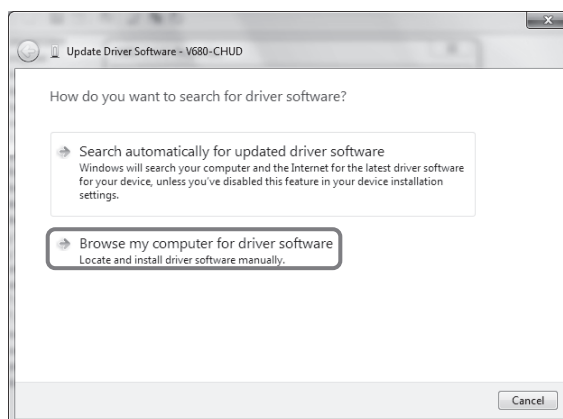 Update Driver Software - V680-CHUD
How do you want to search for driver software?
Search automatically for updated driver software
Windows will search your computer and the Internet for the latest driver software
for your device, unless you've disabled this feature in your device installation
settings.
Browse my computer for driver software
Locate and install driver software manually.
Cancel